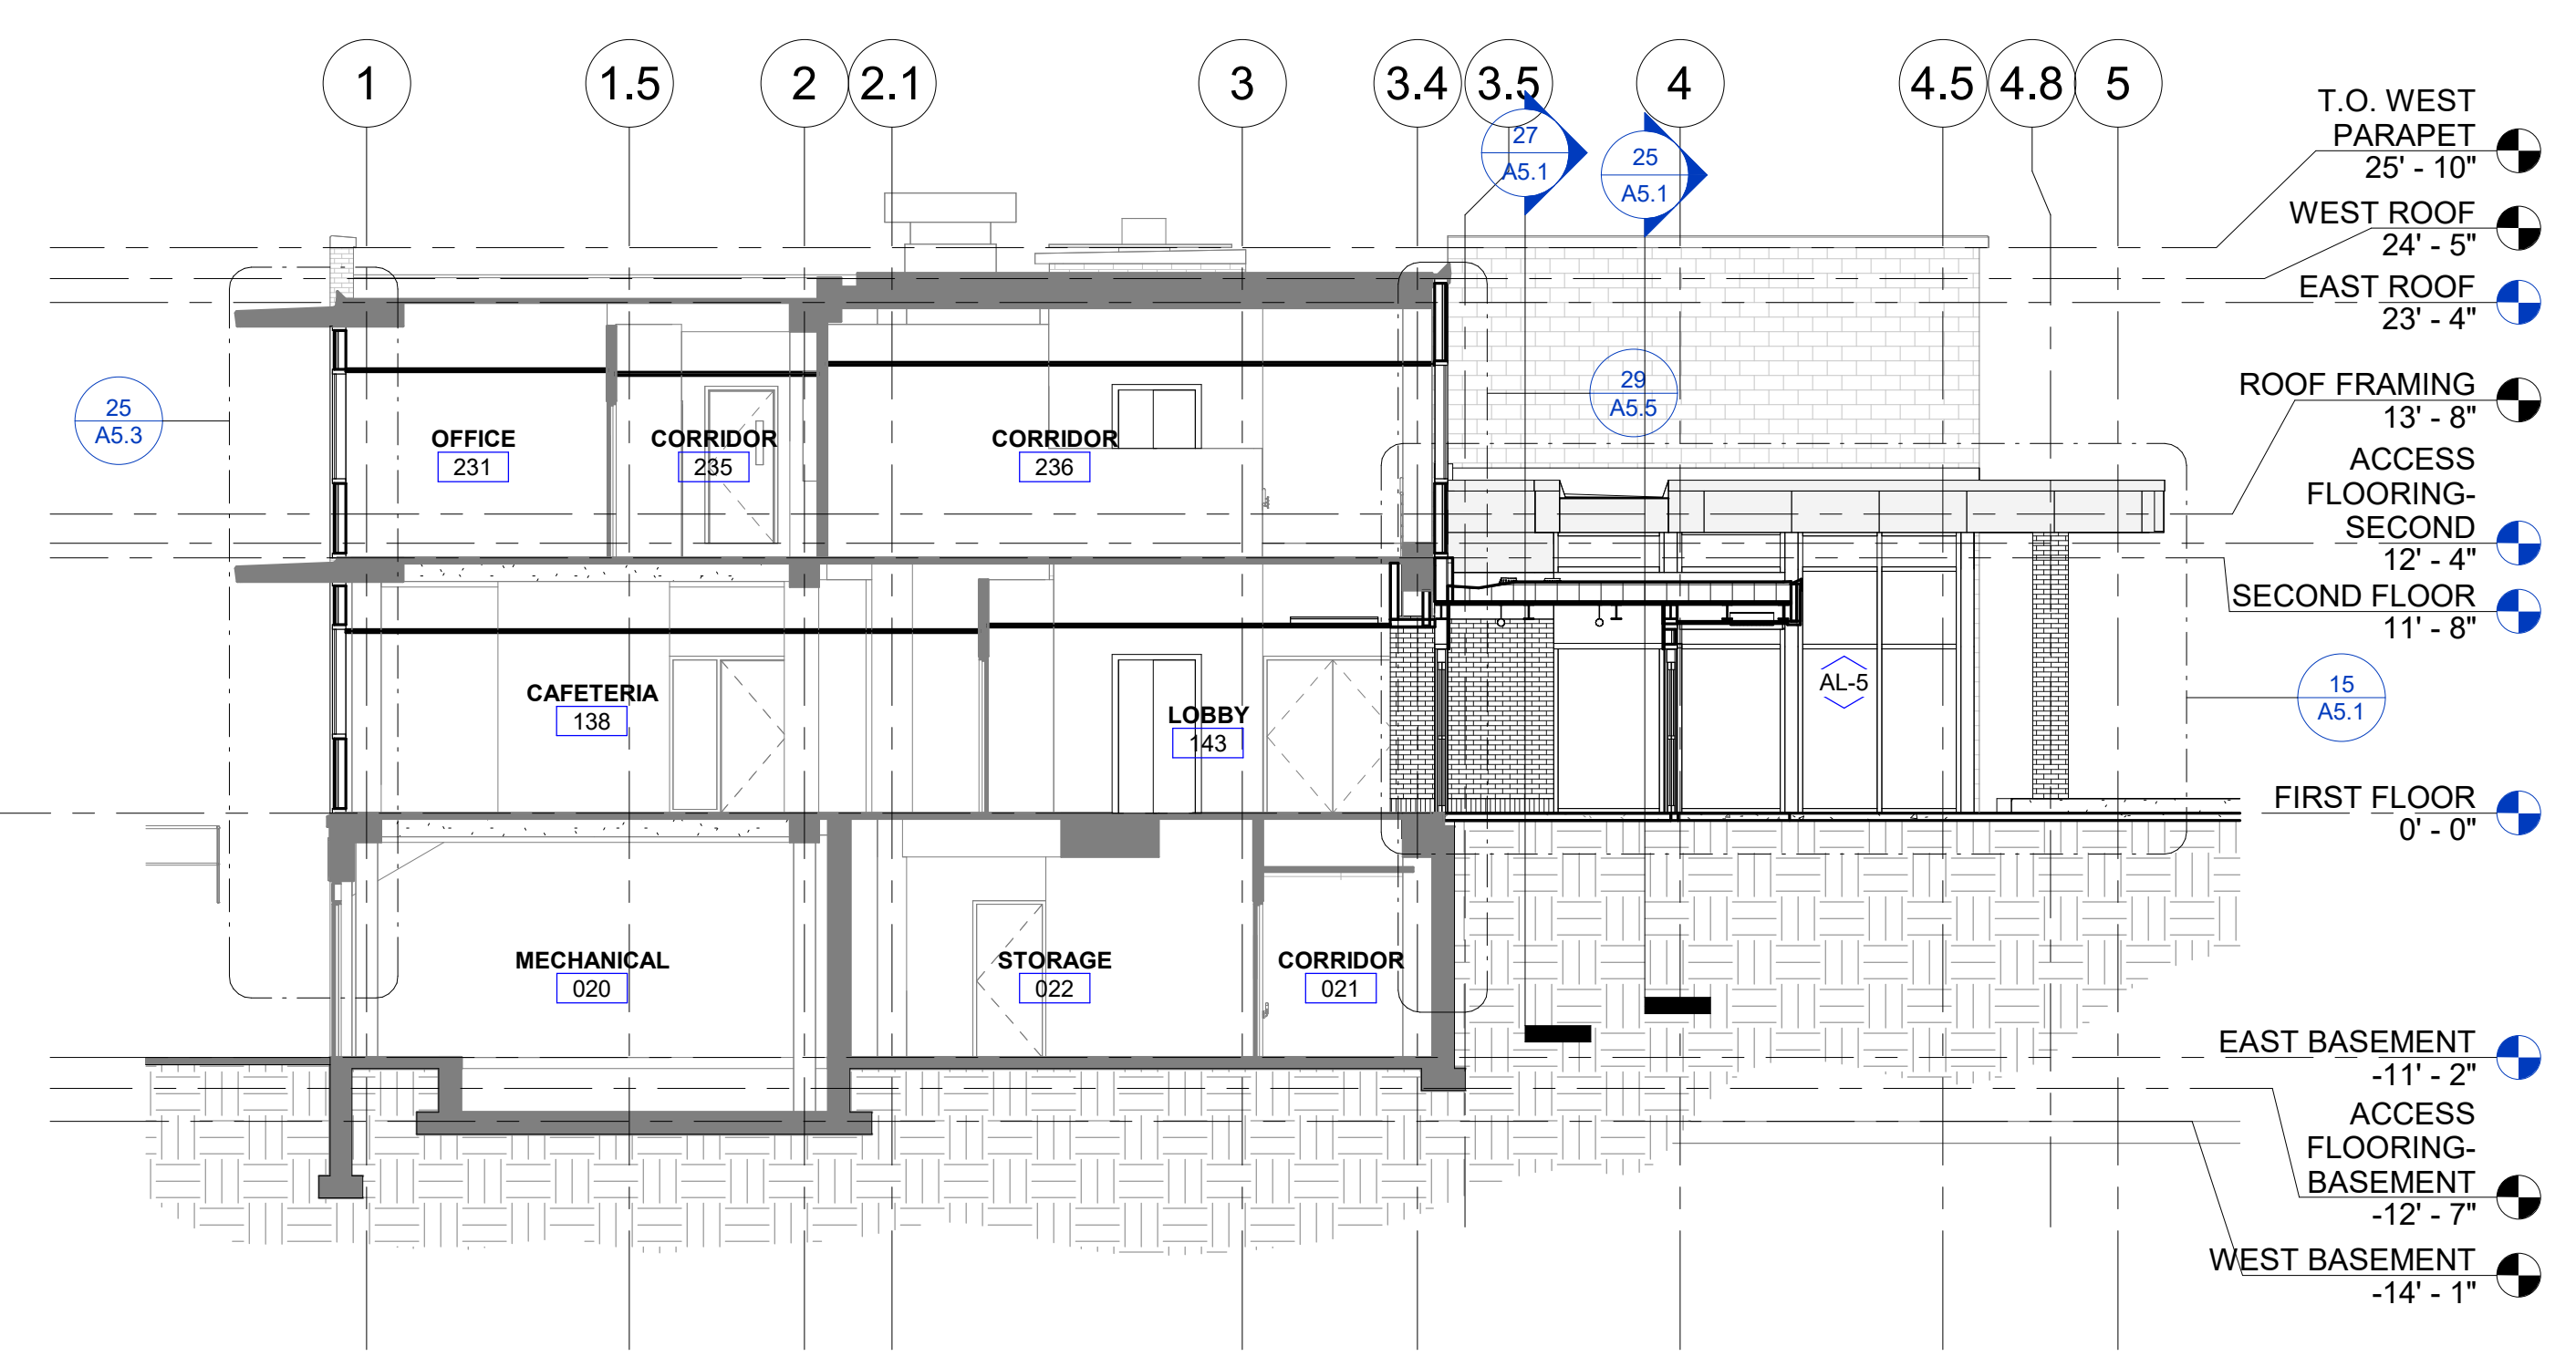 1
1.5
2
2.1
3
3.4
3.5
4
4.5
4.8
5
27
A5.1
25
A5.1
T.O. WEST
PARAPET
25' - 10"
WEST ROOF
24' - 5"
EAST ROOF
23' - 4"
ROOF FRAMING
13' - 8"
ACCESS
FLOORING-
SECOND
12' - 4"
SECOND FLOOR
11' - 8"
25
A5.3
29
A5.5
OFFICE
231
CORRIDOR
235
CORRIDOR
236
CAFETERIA
138
LOBBY
143
AL-5
15
A5.1
FIRST FLOOR
0' - 0"
MECHANICAL
020
STORAGE
022
CORRIDOR
021
EAST BASEMENT
-11' - 2"
ACCESS
FLOORING-
BASEMENT
-12' - 7"
WEST BASEMENT
-14' - 1"